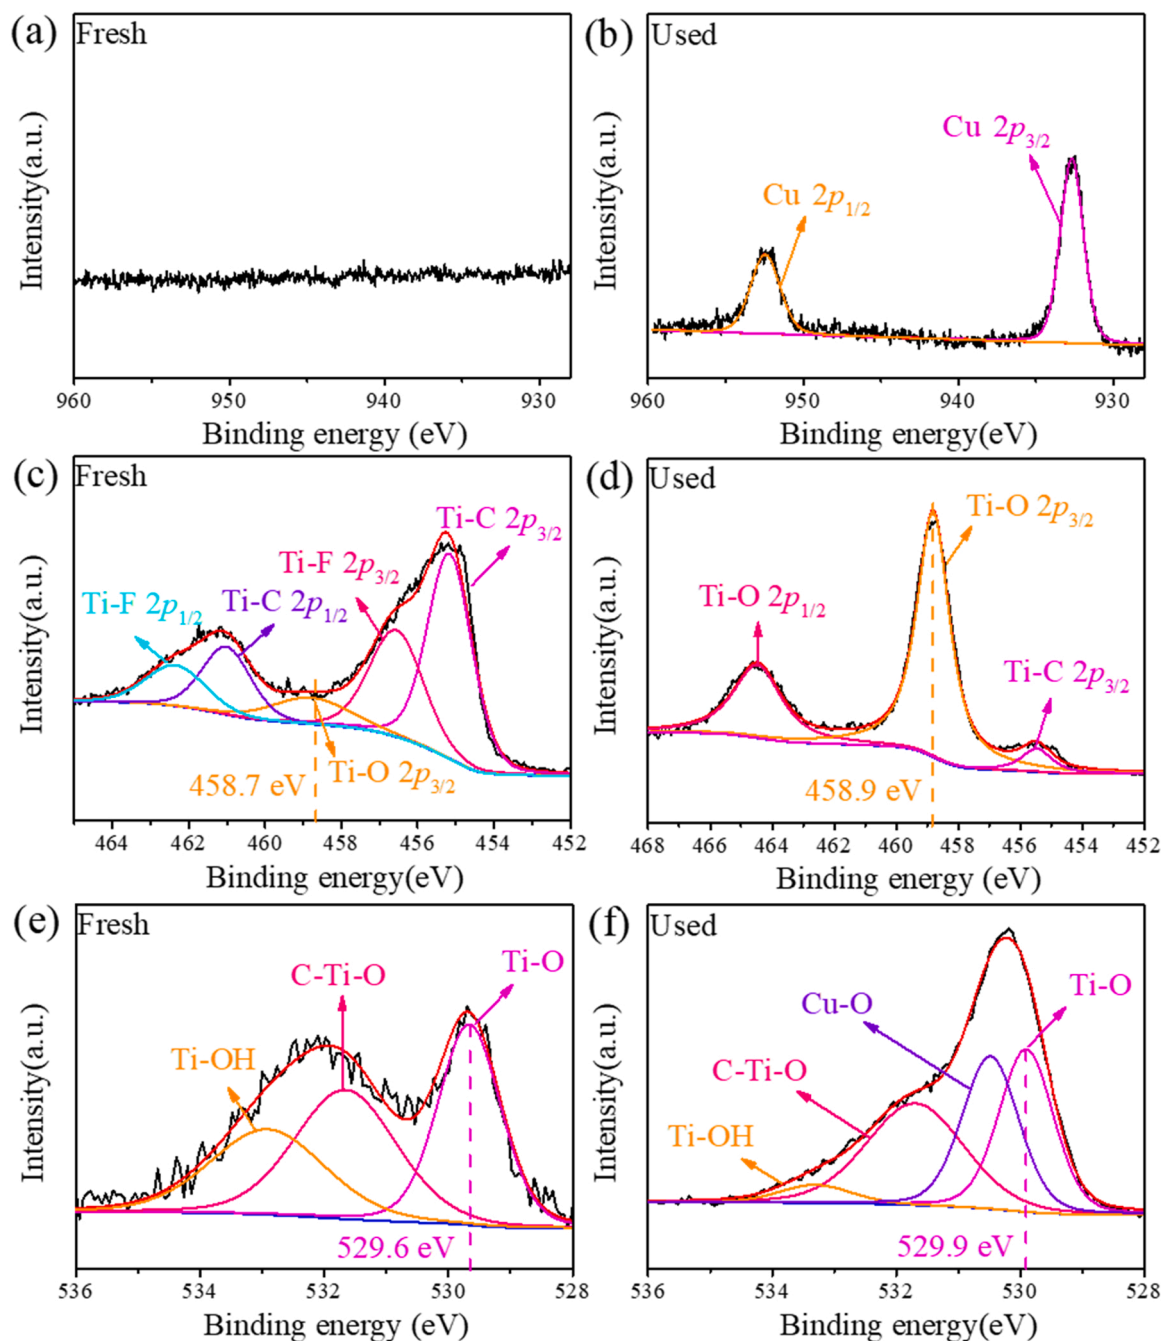 (a) Fresh
Intensity(a.u.)
960 950 940 930
Binding energy (eV)
(b) Used
Cu 2p3/2
Cu 2p1/2
Intensity(a.u.)
960 950 940 930
Binding energy(eV)
(c) Fresh
Ti-C 2p3/2
Ti-F 2p3/2
Ti-F 2p1/2
Ti-C 2p1/2
458.7 eV
Ti-O 2p3/2
Intensity(a.u.)
464 462 460 458 456 454 452
Binding energy(eV)
(d) Used
Ti-O 2p3/2
Ti-O 2p1/2
Ti-C 2p3/2
458.9 eV
Intensity(a.u.)
468 466 464 462 460 458 456 454 452
Binding energy (eV)
(e) Fresh
Ti-O
C-Ti-O
Ti-OH
529.6 eV
Intensity(a.u.)
536 534 532 530 528
Binding energy (eV)
(f) Used
Ti-O
Cu-O
C-Ti-O
Ti-OH
529.9 eV
Intensity(a.u.)
536 534 532 530 528
Binding energy(eV)